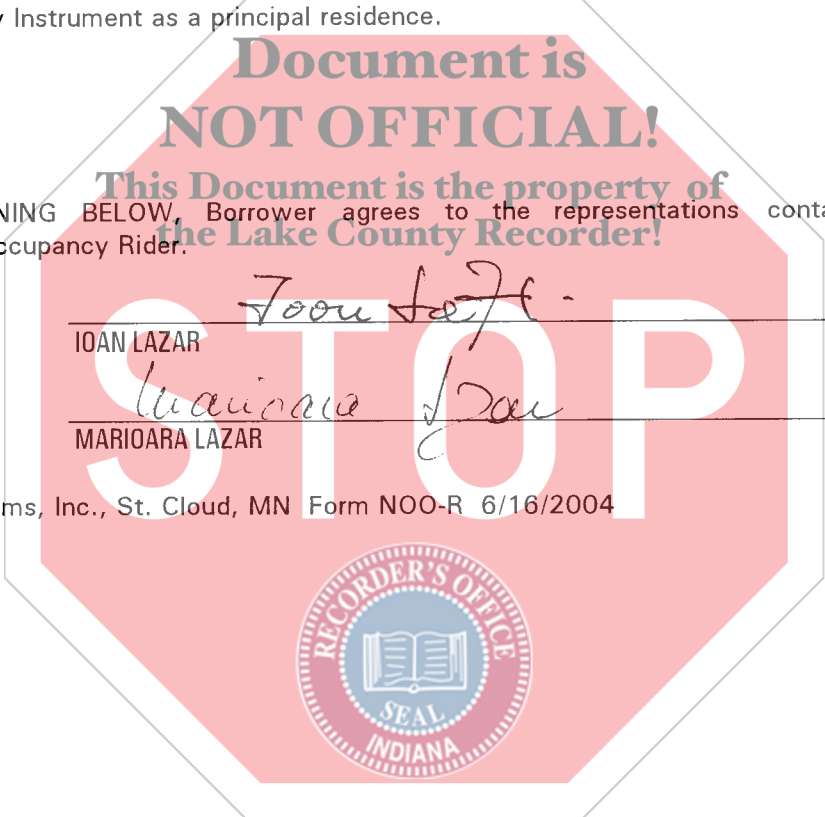 y Instrument as a principal residence.
Document is
NOT OFFICIAL!
This Document is the property of
NING BELOW, Borrower agrees to the representations conta
the Lake County Recorder!
ccupancy Rider.
STOP
IOAN LAZAR
Marioara
MARIOARA LAZAR
ms, Inc., St. Cloud, MN Form NOO-R 6/16/2004
RECORDER'S OFFICE
SEAL
INDIANA